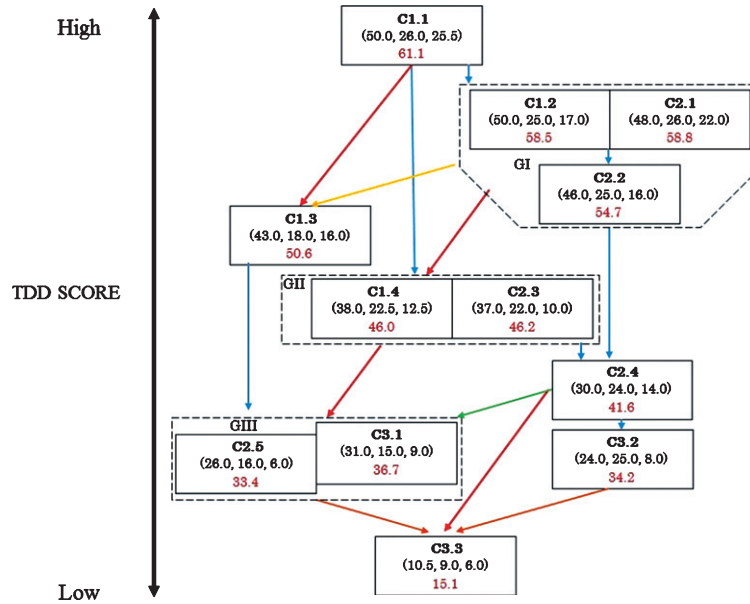 High
C1.1
(50.0, 26.0, 25.5)
61.1
C1.2
(50.0, 25.0, 17.0)
58.5
C2.1
(48.0, 26.0, 22.0)
58.8
GI
C2.2
(46.0, 25.0, 16.0)
54.7
C1.3
(43.0, 18.0, 16.0)
50.6
TDD SCORE
GII
C1.4
(38.0, 22.5, 12.5)
46.0
C2.3
(37.0, 22.0, 10.0)
46.2
C2.4
(30.0, 24.0, 14.0)
41.6
GIII
C2.5
(26.0, 16.0, 6.0)
33.4
C3.1
(31.0, 15.0, 9.0)
36.7
C3.2
(24.0, 25.0, 8.0)
34.2
C3.3
(10.5, 9.0, 6.0)
15.1
Low